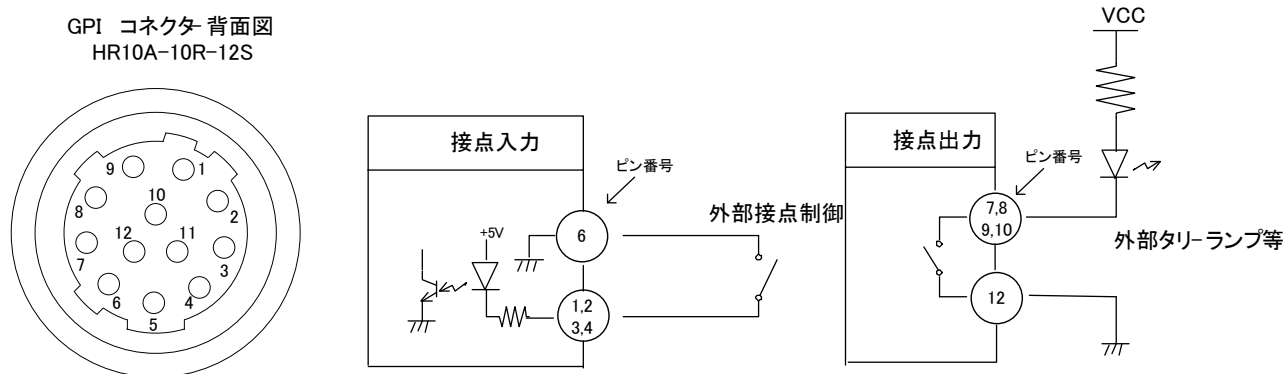 GPI コネクター背面図
HR10A-10R-12S
9
1
8
10
2
12
11
7
3
6
4
5
接点入力
ピン番号
+5V
6
外部接点制御
1,2
3,4
VCC
接点出力
ピン番号
7,8
9,10
外部タリーランプ等
12